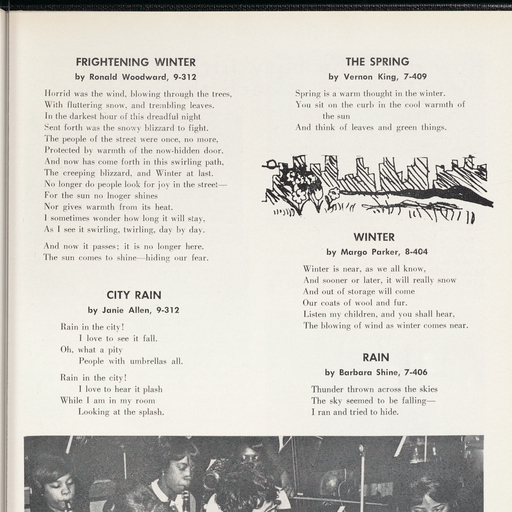 FRIGHTENING WINTER
by Ronald Woodward, 9-312
Horrid was the wind, blowing through the trees,
With fluttering snow, and trembling leaves.
In the darkest hour of this dreadful night
Sent forth was the snowy blizzard to fight.
The people of the street were once, no more,
Protected by warmth of the now-hidden door.
And now has come forth in this swirling path,
The creeping blizzard, and Winter at last.
No longer do people look for joy in the street—
For the sun no lnoger shines
Nor gives warmth from its heat.
I sometimes wonder how long it will stay,
As I see it swirling, twirling, day by day.
And now it passes; it is no longer here.
The sun comes to shine—hiding our fear.
CITY RAIN
by Janie Allen, 9-312
Rain in the city!
I love to see it fall.
Oh, what a pity
People with umbrellas all.
Rain in the city!
I love to hear it plash
While I am in my room
Looking at the splash.
THE SPRING
by Vernon King, 7-409
Spring is a warm thought in the winter.
You sit on the curb in the cool warmth of
the sun
And think of leaves and green things.
WINTER
by Margo Parker, 8-404
Winter is near, as we all know,
And sooner or later, it will really snow
And out of storage will come
Our coats of wool and fur.
Listen my children, and you shall hear,
The blowing of wind as winter comes near.
RAIN
by Barbara Shine, 7-406
Thunder thrown across the skies
The sky seemed to be falling—
I ran and tried to hide.